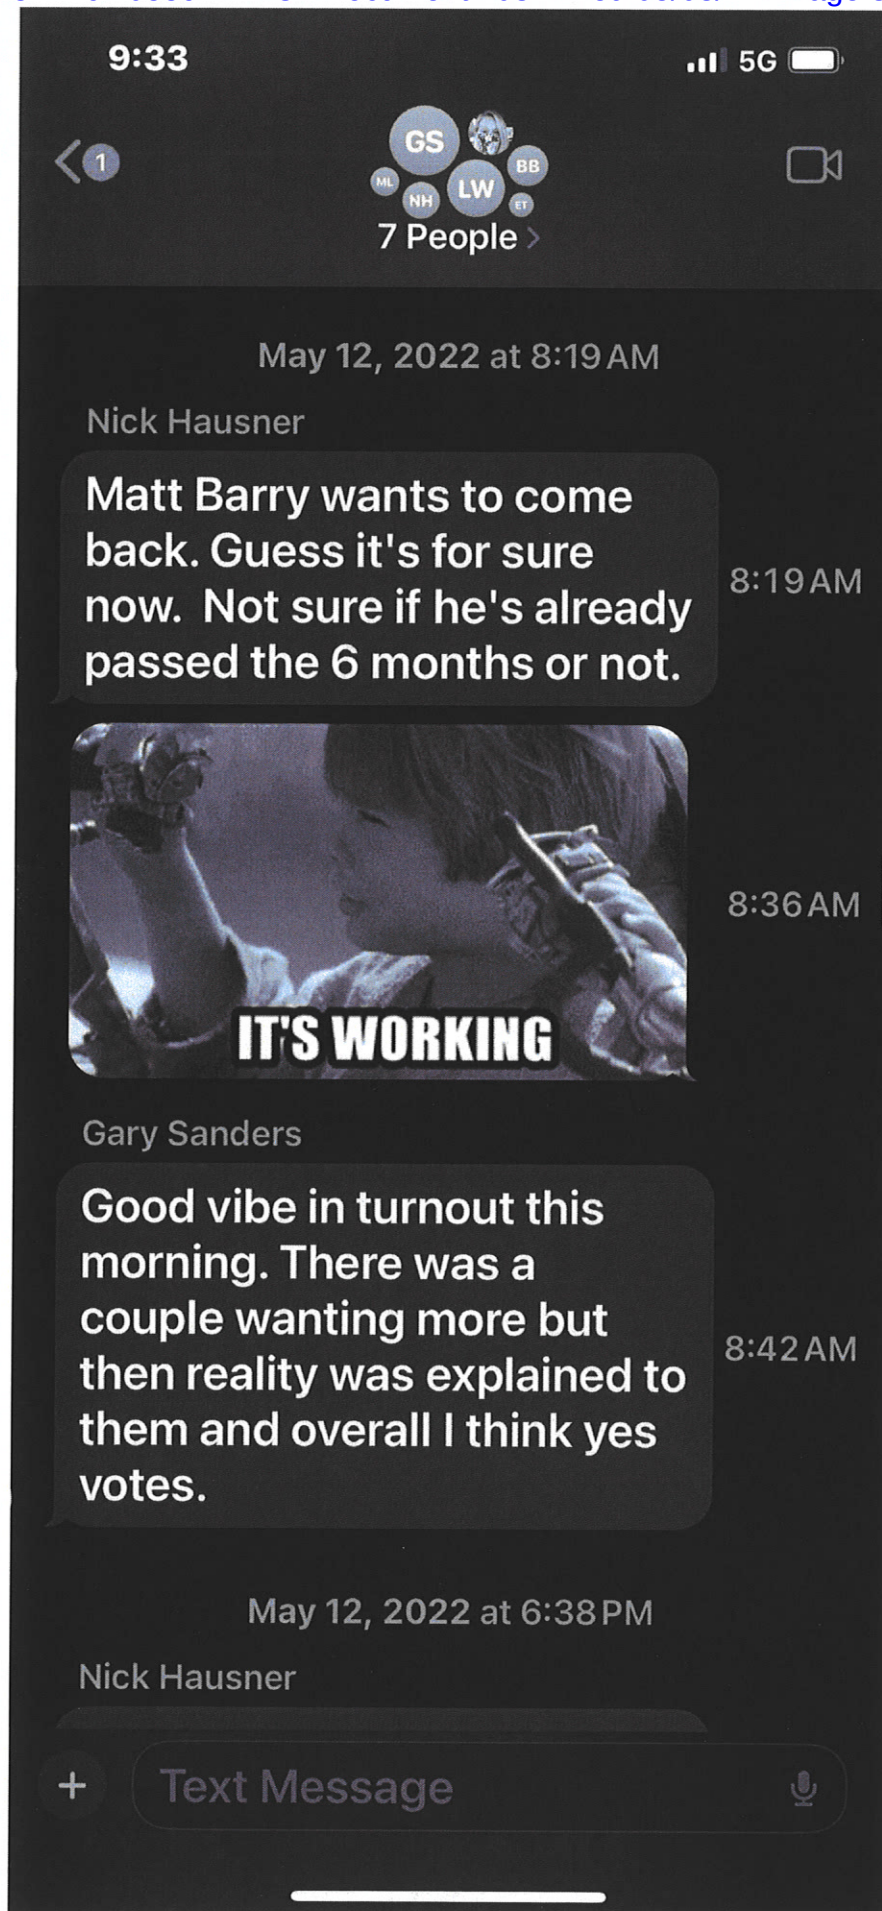 9:33
5G
1
GS
BB
ML
NH
LW
ET
7 People
May 12, 2022 at 8:19 AM
Nick Hausner
Matt Barry wants to come
back. Guess it's for sure
now.  Not sure if he's already
passed the 6 months or not.
8:19 AM
8:36 AM
IT'S WORKING
Gary Sanders
Good vibe in turnout this
morning. There was a
couple wanting more but
then reality was explained to
them and overall I think yes
votes.
8:42 AM
May 12, 2022 at 6:38 PM
Nick Hausner
Text Message